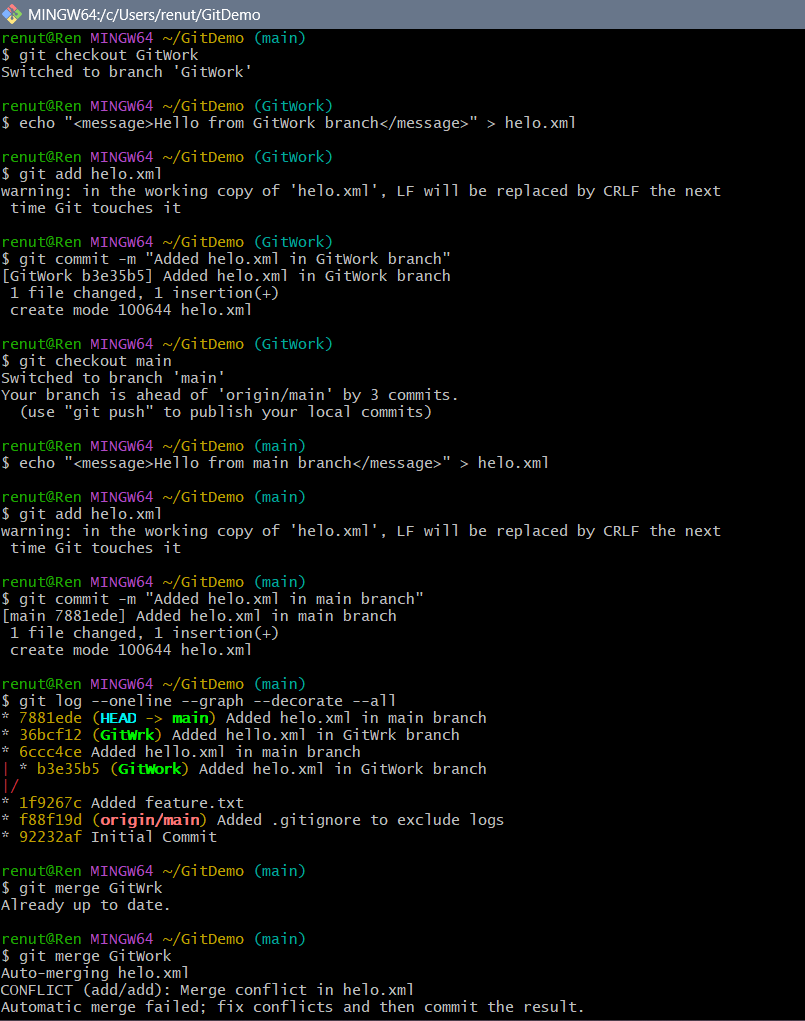 MINGW64:/c/Users/renut/GitDemo
renut@Ren MINGW64 ~/GitDemo (main)
$ git checkout GitWork
Switched to branch 'GitWork'
renut@Ren MINGW64 ~/GitDemo (GitWork)
$ echo "<message>Hello from GitWork branch</message>" > helo.xml
renut@Ren MINGW64 ~/GitDemo (GitWork)
$ git add helo.xml
warning: in the working copy of 'helo.xml', LF will be replaced by CRLF the next
 time Git touches it
renut@Ren MINGW64 ~/GitDemo (GitWork)
$ git commit -m "Added helo.xml in GitWork branch"
[GitWork b3e35b5] Added helo.xml in GitWork branch
 1 file changed, 1 insertion(+)
 create mode 100644 helo.xml
renut@Ren MINGW64 ~/GitDemo (GitWork)
$ git checkout main
Switched to branch 'main'
Your branch is ahead of 'origin/main' by 3 commits.
  (use "git push" to publish your local commits)
renut@Ren MINGW64 ~/GitDemo (main)
$ echo "<message>Hello from main branch</message>" > helo.xml
renut@Ren MINGW64 ~/GitDemo (main)
$ git add helo.xml
warning: in the working copy of 'helo.xml', LF will be replaced by CRLF the next
 time Git touches it
renut@Ren MINGW64 ~/GitDemo (main)
$ git commit -m "Added helo.xml in main branch"
[main 7881ede] Added helo.xml in main branch
 1 file changed, 1 insertion(+)
 create mode 100644 helo.xml
renut@Ren MINGW64 ~/GitDemo (main)
$ git log --oneline --graph --decorate --all
* 7881ede (HEAD -> main) Added helo.xml in main branch
* 36bcf12 (GitWrk) Added hello.xml in GitWrk branch
* 6ccc4ce Added hello.xml in main branch
| * b3e35b5 (GitWork) Added helo.xml in GitWork branch
|/
* 1f9267c Added feature.txt
* f88f19d (origin/main) Added .gitignore to exclude logs
* 92232af Initial Commit
renut@Ren MINGW64 ~/GitDemo (main)
$ git merge GitWrk
Already up to date.
renut@Ren MINGW64 ~/GitDemo (main)
$ git merge GitWork
Auto-merging helo.xml
CONFLICT (add/add): Merge conflict in helo.xml
Automatic merge failed; fix conflicts and then commit the result.